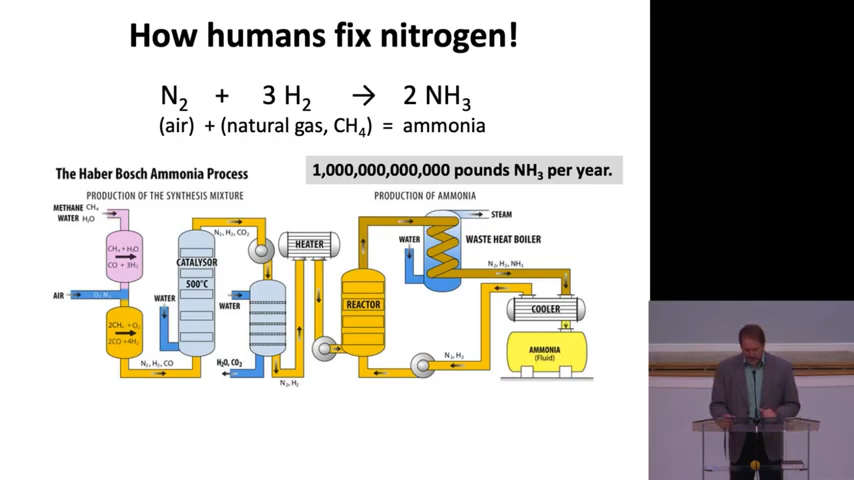 How humans fix nitrogen!
N₂ + 3 H₂ → 2 NH₃
(air) + (natural gas, CH₄) = ammonia
The Haber Bosch Ammonia Process
1,000,000,000,000 pounds NH₃ per year.
PRODUCTION OF THE SYNTHESIS MIXTURE
PRODUCTION OF AMMONIA
METHANE CH₄
WATER H₂O
N₂, H₂, CO₂
STEAM
HEATER
WATER
WASTE HEAT BOILER
CH₄ + H₂O
CO + 3H₂
CATALYSOR
500°C
N₂, H₂, NH₃
AIR
O₂ N₂
WATER
WATER
REACTOR
COOLER
2CH₄ + O₂
2CO + 4H₂
AMMONIA
(Fluid)
N₂, H₂, CO
H₂O, CO₂
N₂, H₂
N₂, H₂